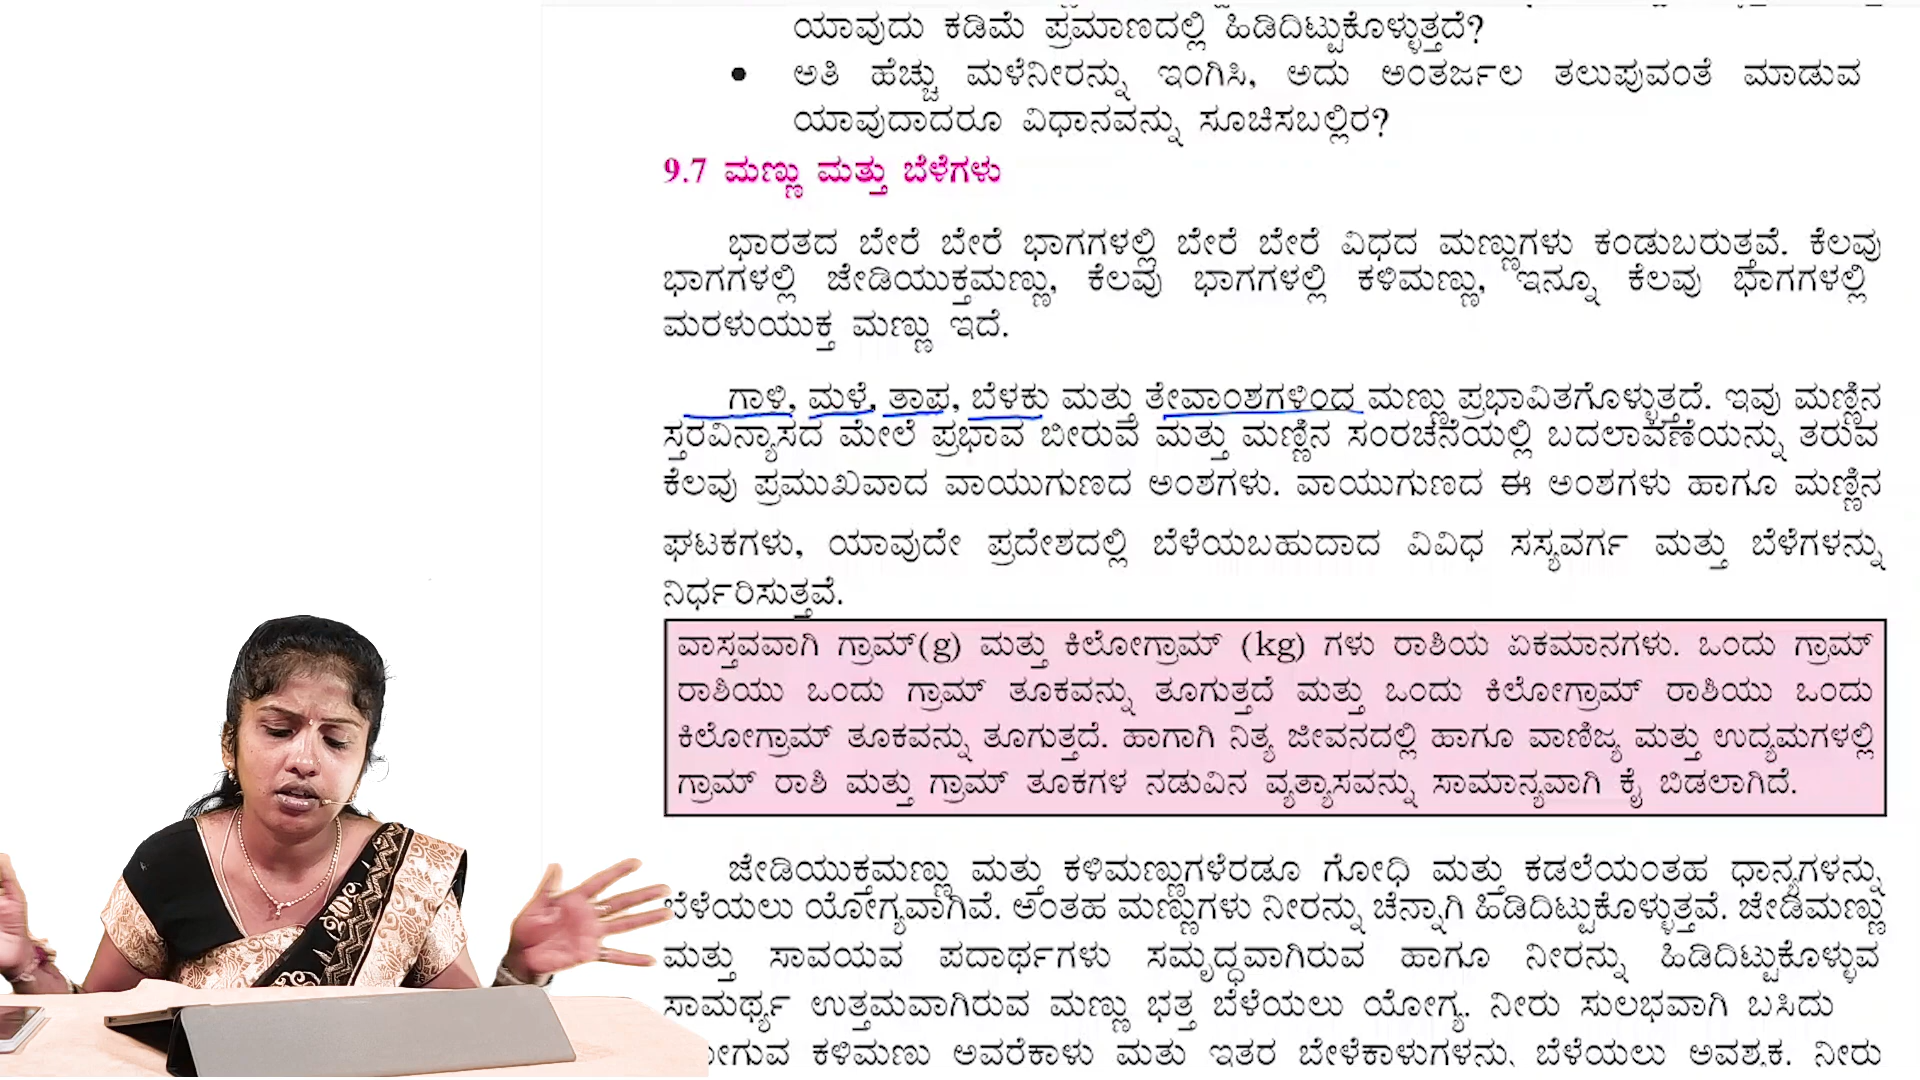 ಯಾವುದು ಕಡಿಮೆ ಪ್ರಮಾಣದಲ್ಲಿ ಹಿಡಿದಿಟ್ಟುಕೊಳ್ಳುತ್ತದೆ?
• ಅತಿ ಹೆಚ್ಚು ಮಳೆನೀರನ್ನು ಇಂಗಿಸಿ, ಅದು ಅಂತರ್ಜಲ ತಲುಪುವಂತೆ ಮಾಡುವ
ಯಾವುದಾದರೂ ವಿಧಾನವನ್ನು ಸೂಚಿಸಬಲ್ಲಿರ?
9.7 ಮಣ್ಣು ಮತ್ತು ಬೆಳೆಗಳು
ಭಾರತದ ಬೇರೆ ಬೇರೆ ಭಾಗಗಳಲ್ಲಿ ಬೇರೆ ಬೇರೆ ವಿಧದ ಮಣ್ಣುಗಳು ಕಂಡುಬರುತ್ತವೆ. ಕೆಲವು
ಭಾಗಗಳಲ್ಲಿ ಜೇಡಿಯುಕ್ತಮಣ್ಣು, ಕೆಲವು ಭಾಗಗಳಲ್ಲಿ ಕಳಿಮಣ್ಣು, ಇನ್ನೂ ಕೆಲವು ಭಾಗಗಳಲ್ಲಿ
ಮರಳುಯುಕ್ತ ಮಣ್ಣು ಇದೆ.
ಗಾಳಿ, ಮಳೆ, ತಾಪ, ಬೆಳಕು ಮತ್ತು ತೇವಾಂಶಗಳಿಂದ ಮಣ್ಣು ಪ್ರಭಾವಿತಗೊಳ್ಳುತ್ತದೆ. ಇವು ಮಣ್ಣಿನ
ಸ್ತರವಿನ್ಯಾಸದ ಮೇಲೆ ಪ್ರಭಾವ ಬೀರುವ ಮತ್ತು ಮಣ್ಣಿನ ಸಂರಚನೆಯಲ್ಲಿ ಬದಲಾವಣೆಯನ್ನು ತರುವ
ಕೆಲವು ಪ್ರಮುಖವಾದ ವಾಯುಗುಣದ ಅಂಶಗಳು. ವಾಯುಗುಣದ ಈ ಅಂಶಗಳು ಹಾಗೂ ಮಣ್ಣಿನ
ಘಟಕಗಳು, ಯಾವುದೇ ಪ್ರದೇಶದಲ್ಲಿ ಬೆಳೆಯಬಹುದಾದ ವಿವಿಧ ಸಸ್ಯವರ್ಗ ಮತ್ತು ಬೆಳೆಗಳನ್ನು
ನಿರ್ಧರಿಸುತ್ತವೆ.
ವಾಸ್ತವವಾಗಿ ಗ್ರಾಮ್(g) ಮತ್ತು ಕಿಲೋಗ್ರಾಮ್ (kg) ಗಳು ರಾಶಿಯ ಏಕಮಾನಗಳು. ಒಂದು ಗ್ರಾಮ್
ರಾಶಿಯು ಒಂದು ಗ್ರಾಮ್ ತೂಕವನ್ನು ತೂಗುತ್ತದೆ ಮತ್ತು ಒಂದು ಕಿಲೋಗ್ರಾಮ್ ರಾಶಿಯು ಒಂದು
ಕಿಲೋಗ್ರಾಮ್ ತೂಕವನ್ನು ತೂಗುತ್ತದೆ. ಹಾಗಾಗಿ ನಿತ್ಯ ಜೀವನದಲ್ಲಿ ಹಾಗೂ ವಾಣಿಜ್ಯ ಮತ್ತು ಉದ್ಯಮಗಳಲ್ಲಿ
ಗ್ರಾಮ್ ರಾಶಿ ಮತ್ತು ಗ್ರಾಮ್ ತೂಕಗಳ ನಡುವಿನ ವ್ಯತ್ಯಾಸವನ್ನು ಸಾಮಾನ್ಯವಾಗಿ ಕೈ ಬಿಡಲಾಗಿದೆ.
ಜೇಡಿಯುಕ್ತಮಣ್ಣು ಮತ್ತು ಕಳಿಮಣ್ಣುಗಳೆರಡೂ ಗೋಧಿ ಮತ್ತು ಕಡಲೆಯಂತಹ ಧಾನ್ಯಗಳನ್ನು
ಬೆಳೆಯಲು ಯೋಗ್ಯವಾಗಿವೆ. ಅಂತಹ ಮಣ್ಣುಗಳು ನೀರನ್ನು ಚೆನ್ನಾಗಿ ಹಿಡಿದಿಟ್ಟುಕೊಳ್ಳುತ್ತವೆ. ಜೇಡಿಮಣ್ಣು
ಮತ್ತು ಸಾವಯವ ಪದಾರ್ಥಗಳು ಸಮೃದ್ಧವಾಗಿರುವ ಹಾಗೂ ನೀರನ್ನು ಹಿಡಿದಿಟ್ಟುಕೊಳ್ಳುವ
ಸಾಮರ್ಥ್ಯ ಉತ್ತಮವಾಗಿರುವ ಮಣ್ಣು ಭತ್ತ ಬೆಳೆಯಲು ಯೋಗ್ಯ. ನೀರು ಸುಲಭವಾಗಿ ಬಸಿದು
ಕಳಿಮಣ್ಣು ಅವರೆಕಾಳು ಮತ್ತು ಇತರ ಬೇಳೆಕಾಳುಗಳನ್ನು ಬೆಳೆಯಲು ಅವಶ್ಯಕ. ನೀರು